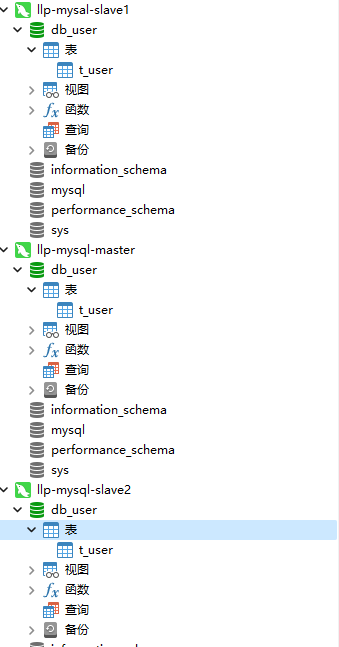 llp-mysal-slave1
db_user
表
t_user
视图
函数
查询
备份
information_schema
mysql
performance_schema
sys
llp-mysql-master
db_user
表
t_user
视图
函数
查询
备份
information_schema
mysql
performance_schema
sys
llp-mysql-slave2
db_user
表
t_user
视图
函数
查询
备份